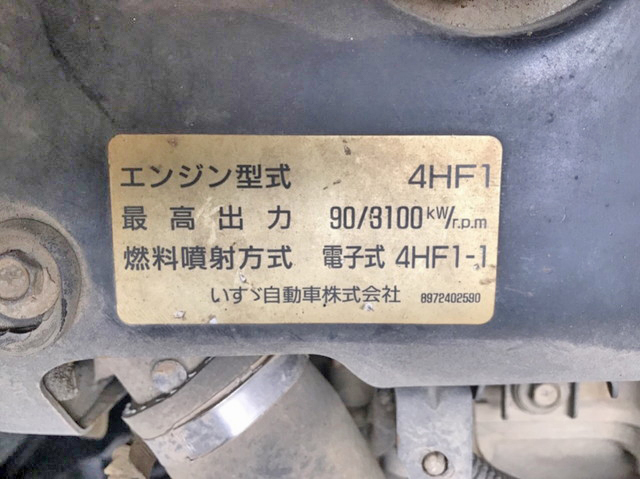 エンジン型式 4HF1
最高出力 90/3100 kW/r.p.m
燃料噴射方式 電子式 4HF1-1
いすゞ自動車株式会社 8972402590